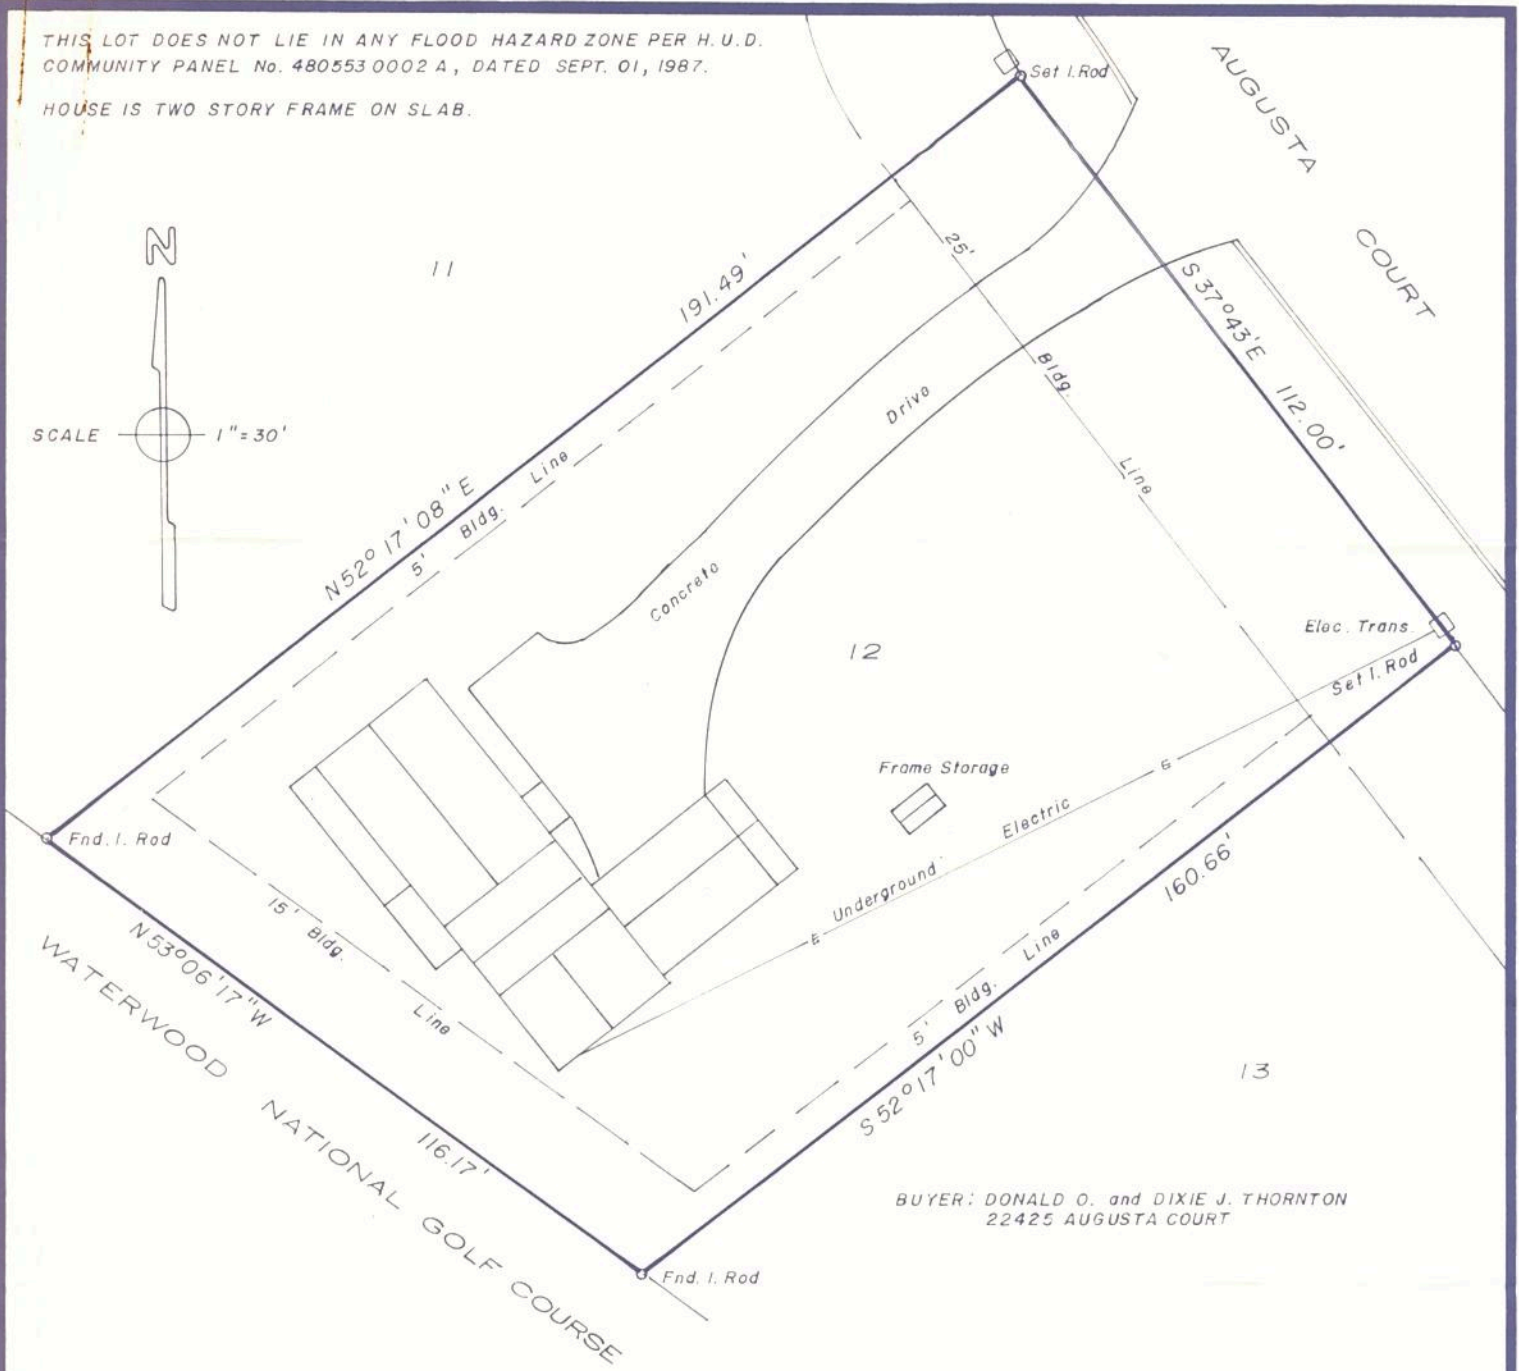 THIS LOT DOES NOT LIE IN ANY FLOOD HAZARD ZONE PER H.U.D.
COMMUNITY PANEL No. 480553 0002 A, DATED SEPT. 01, 1987.
HOUSE IS TWO STORY FRAME ON SLAB.
Set I. Rod
AUGUSTA COURT
N
11
191.49'
25' Bldg. Line
S 37°43'E 112.00'
SCALE 1"=30'
Drive
N52° 17' 08" E
5' Bldg. Line
Concrete
12
Elec. Trans.
Set I. Rod
Frame Storage
Fnd. I. Rod
E
Underground Electric
E
160.66'
15' Bldg. Line
N53°06'17"W
5' Bldg. Line
S 52°17'00" W
WATERWOOD NATIONAL GOLF COURSE
116.17'
13
BUYER: DONALD O. and DIXIE J. THORNTON
22425 AUGUSTA COURT
Fnd. I. Rod